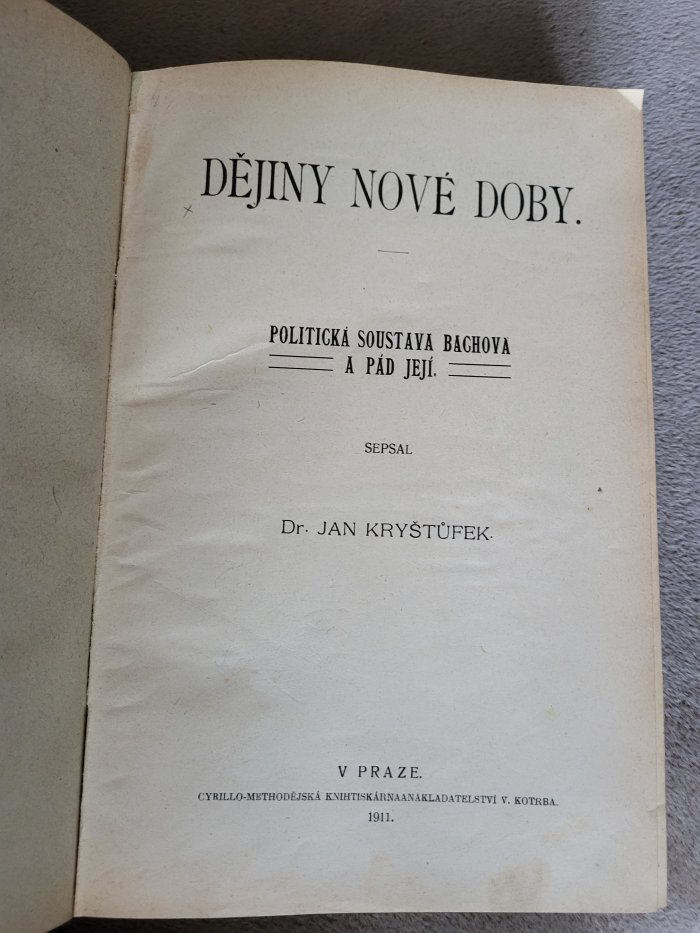 DĚJINY NOVÉ DOBY.
POLITICKÁ SOUSTAVA BACHOVA
A PÁD JEJÍ.
SEPSAL
Dr. JAN KRYŠTŮFEK.
V PRAZE.
CYRILLO-METHODĚJSKÁ KNIHTISKÁRNAANAKLADATELSTVÍ V. KOTRBA.
1911.